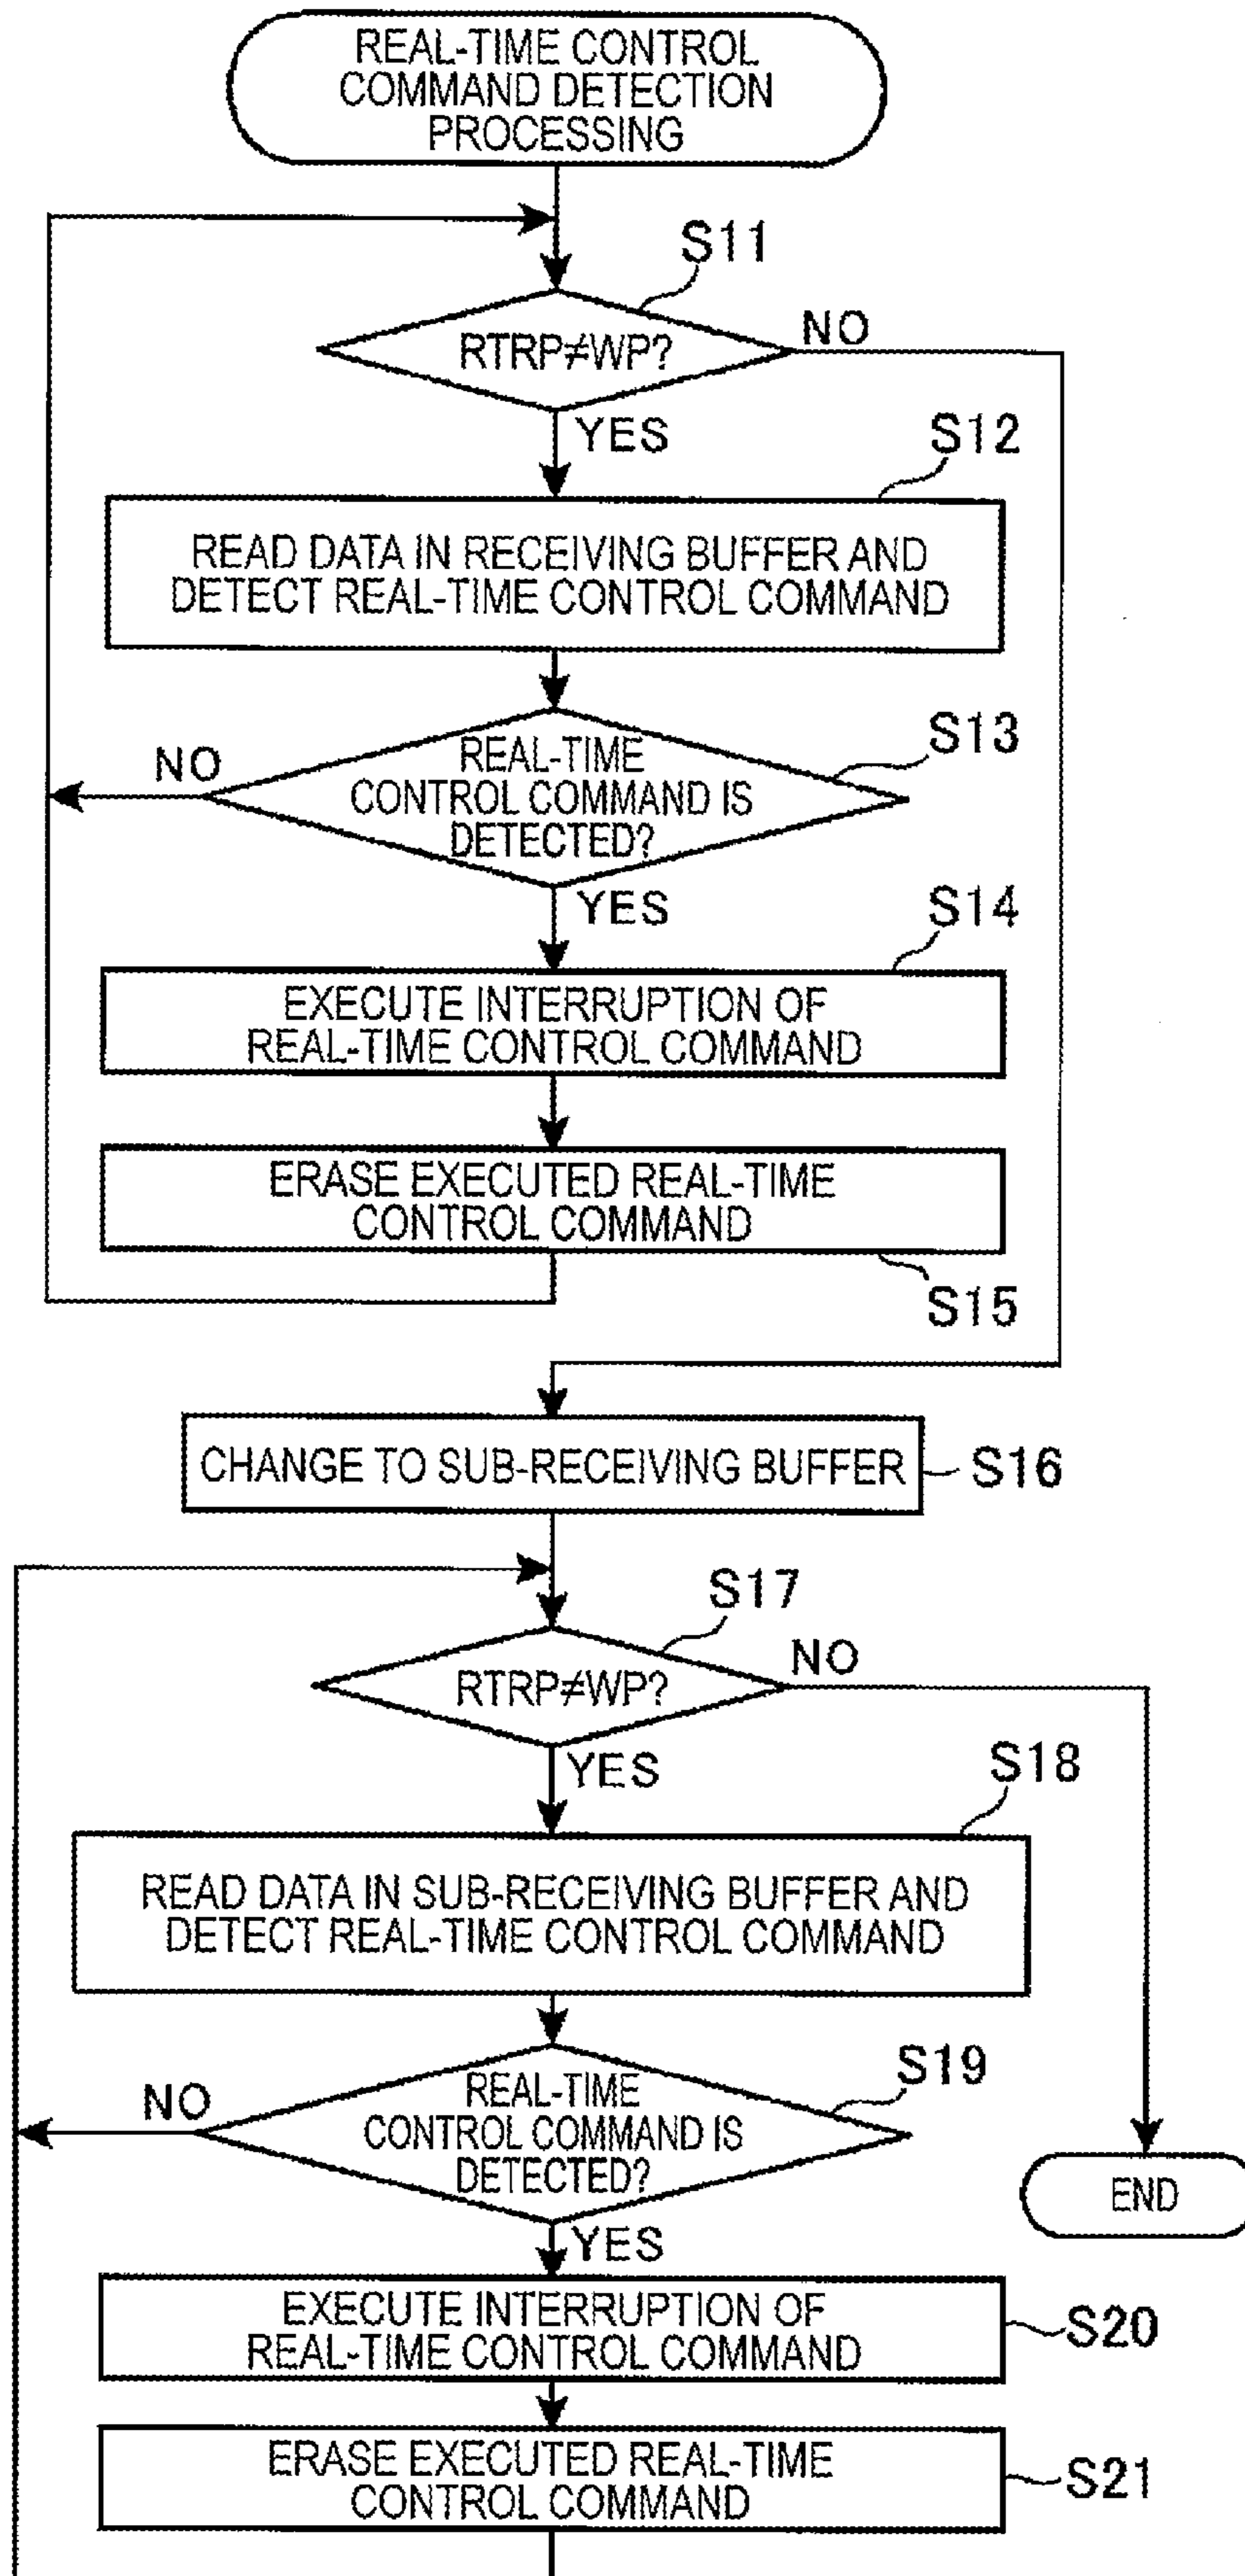 REAL-TIME CONTROL
COMMAND DETECTION
PROCESSING
S11
RTRP≠WP?
NO
YES
S12
READ DATA IN RECEIVING BUFFER AND
DETECT REAL-TIME CONTROL COMMAND
S13
NO
REAL-TIME
CONTROL COMMAND IS
DETECTED?
YES
S14
EXECUTE INTERRUPTION OF
REAL-TIME CONTROL COMMAND
ERASE EXECUTED REAL-TIME
CONTROL COMMAND
S15
CHANGE TO SUB-RECEIVING BUFFER
S16
S17
RTRP≠WP?
NO
YES
S18
READ DATA IN SUB-RECEIVING BUFFER AND
DETECT REAL-TIME CONTROL COMMAND
S19
NO
REAL-TIME
CONTROL COMMAND IS
DETECTED?
END
YES
EXECUTE INTERRUPTION OF
REAL-TIME CONTROL COMMAND
S20
ERASE EXECUTED REAL-TIME
CONTROL COMMAND
S21